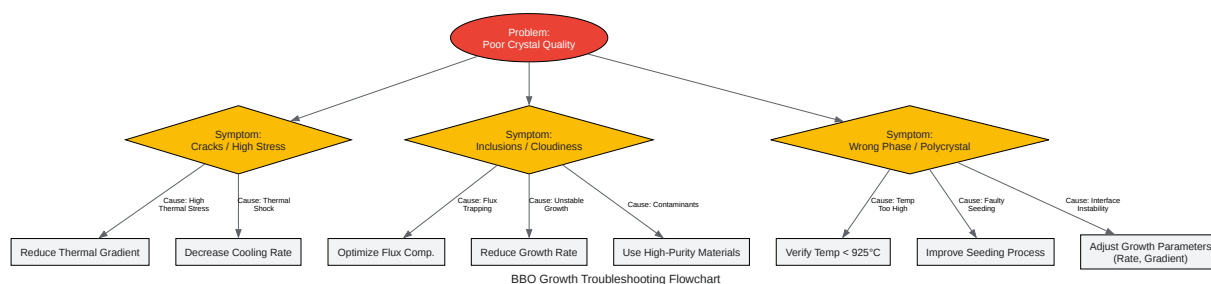 Problem:
Poor Crystal Quality
Symptom:
Cracks / High Stress
Symptom:
Inclusions / Cloudiness
Symptom:
Wrong Phase / Polycrystal
Cause: High
Thermal Stress
Cause: Thermal
Shock
Cause: Flux
Trapping
Cause: Unstable
Growth
Cause: Contaminants
Cause: Temp
Too High
Cause: Faulty
Seeding
Cause: Interface
Instability
Reduce Thermal Gradient
Decrease Cooling Rate
Optimize Flux Comp.
Reduce Growth Rate
Use High-Purity Materials
Verify Temp < 925°C
Improve Seeding Process
Adjust Growth Parameters
(Rate, Gradient)
BBO Growth Troubleshooting Flowchart